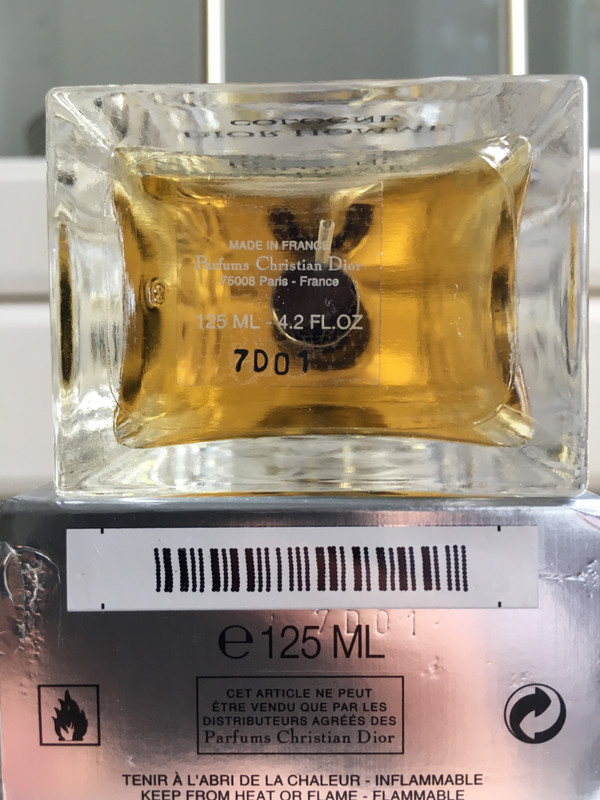 COLOGNE
DIOR HOMME
MADE IN FRANCE
Parfums Christian Dior
75008 Paris - France
125 ML - 4.2 FL.OZ
7D01
7D01
e 125 ML
CET ARTICLE NE PEUT
ÊTRE VENDU QUE PAR LES
DISTRIBUTEURS AGRÉÉS DES
Parfums Christian Dior
TENIR À L'ABRI DE LA CHALEUR - INFLAMMABLE
KEEP FROM HEAT OR FLAME - FLAMMABLE